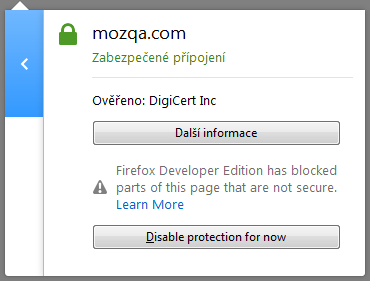 mozqa.com
Zabezpečené přípojení
Ověřeno: DigiCert Inc
Další informace
Firefox Developer Edition has blocked
parts of this page that are not secure.
Learn More
Disable protection for now